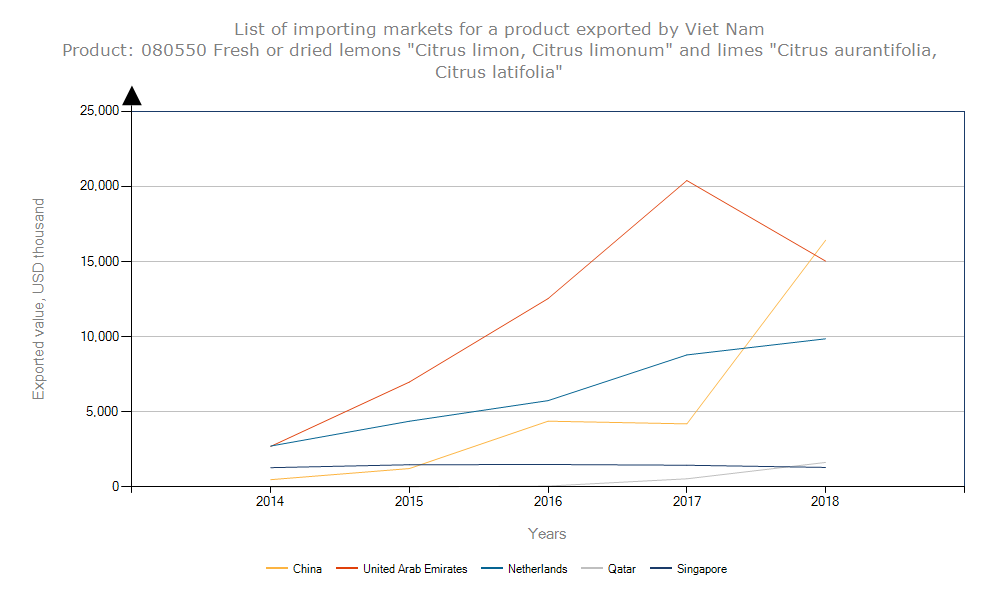 List of importing markets for a product exported by Viet Nam
Product: 080550 Fresh or dried lemons "Citrus limon, Citrus limonum" and limes "Citrus aurantifolia,
Citrus latifolia"
25,000
20,000
15,000
10,000
5,000
0
Exported value, USD thousand
2014 2015 2016 2017 2018
Years
China United Arab Emirates Netherlands Qatar Singapore